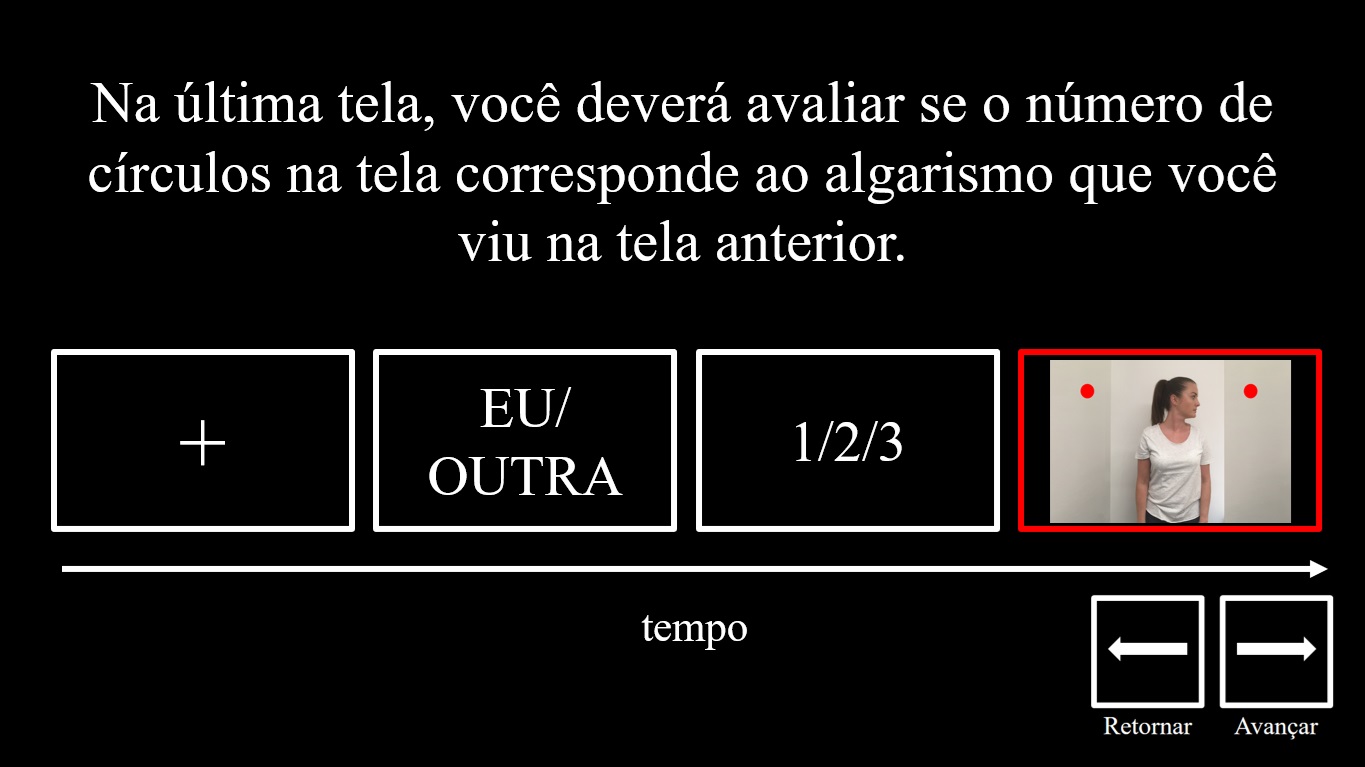 Na última tela, você deverá avaliar se o número de
círculos na tela corresponde ao algarismo que você
viu na tela anterior.
+
EU/
OUTRA
1/2/3
tempo
Retornar
Avançar